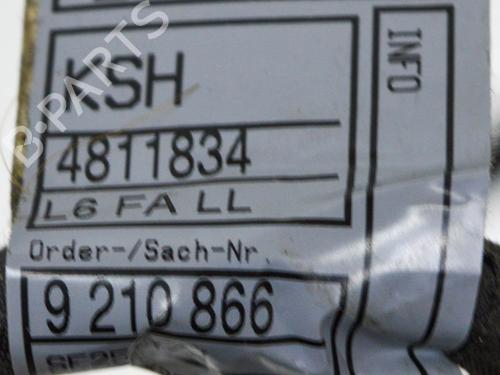 KSH
INFO
4811834
L6 FA LL
Order-/Sach-Nr.
9 210 866
B-PARTS